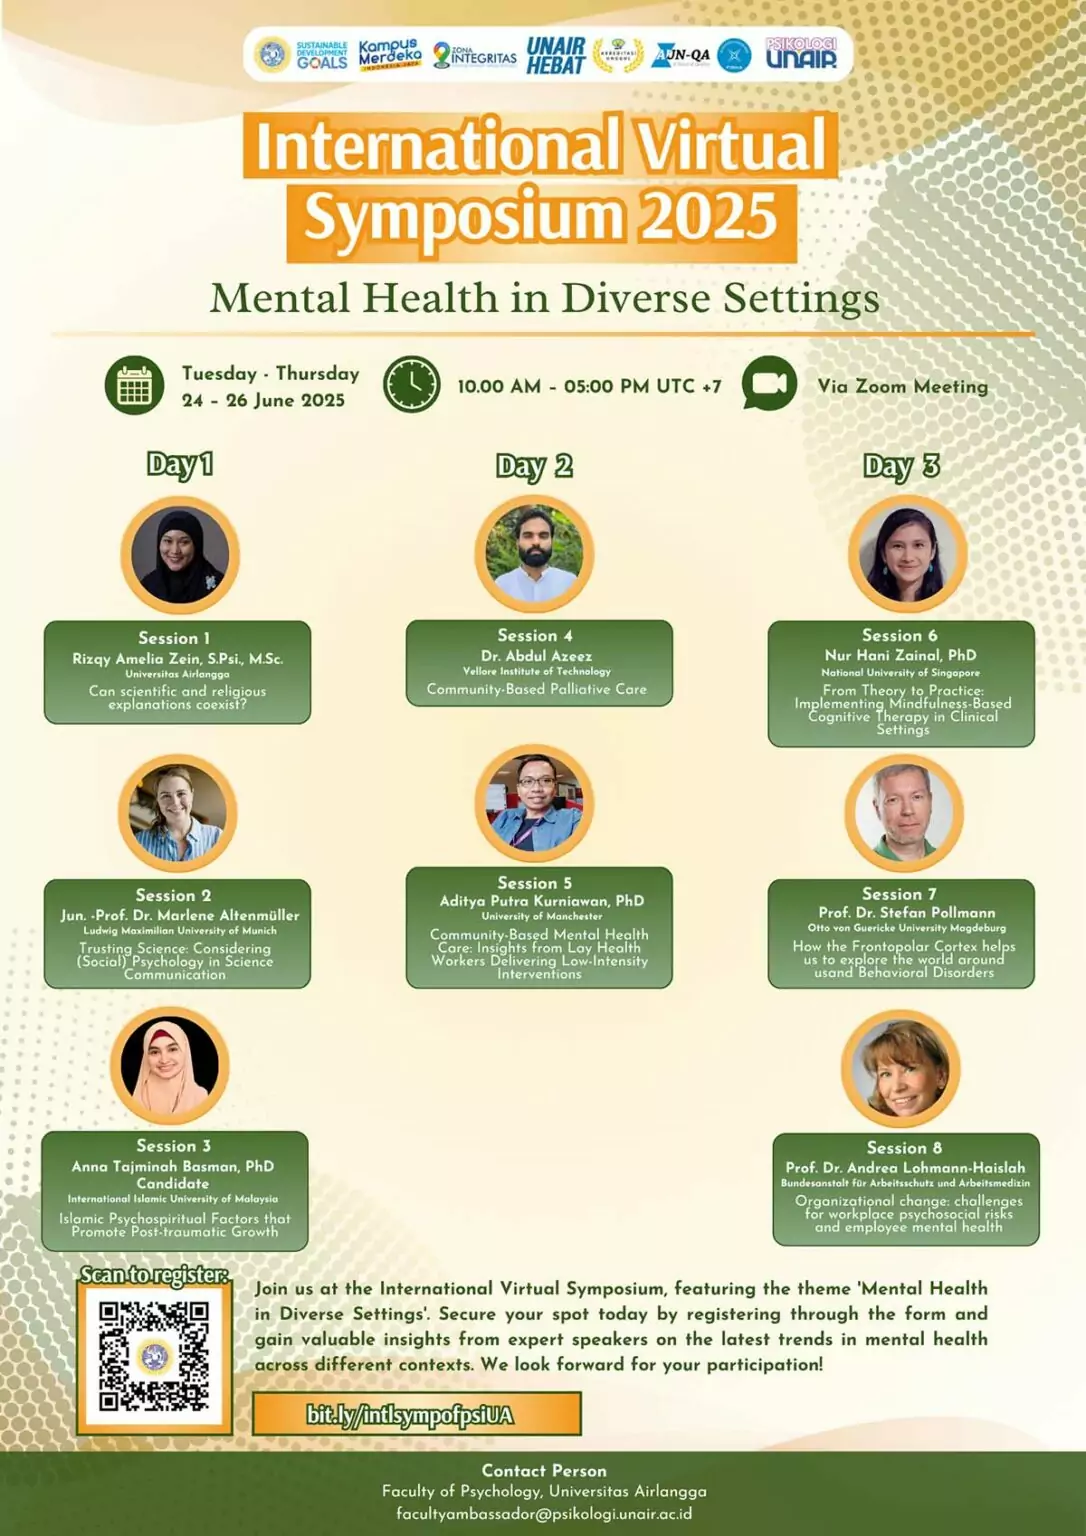 SUSTAINABLE
DEVELOPMENT
GOALS
Kampus
Merdeka
INDONESIA JAYA
ZONA
INTEGRITAS
UNAIR
HEBAT
AKREDITASI
UNGGUL
AUN-QA
PSIKOLOGI
UNAIR
International Virtual
Symposium 2025
Mental Health in Diverse Settings
Tuesday - Thursday
24 – 26 June 2025
10.00 AM – 05:00 PM UTC +7
Via Zoom Meeting
Day 1
Session 1
Rizqy Amelia Zein, S.Psi., M.Sc.
Universitas Airlangga
Can scientific and religious
explanations coexist?
Session 2
Jun. -Prof. Dr. Marlene Altenmüller
Ludwig Maximilian University of Munich
Trusting Science: Considering
(Social) Psychology in Science
Communication
Session 3
Anna Tajminah Basman, PhD
Candidate
International Islamic University of Malaysia
Islamic Psychospiritual Factors that
Promote Post-traumatic Growth
Day 2
Session 4
Dr. Abdul Azeez
Vellore Institute of Technology
Community-Based Palliative Care
Session 5
Aditya Putra Kurniawan, PhD
University of Manchester
Community-Based Mental Health
Care: Insights from Lay Health
Workers Delivering Low-Intensity
Interventions
Day 3
Session 6
Nur Hani Zainal, PhD
National University of Singapore
From Theory to Practice:
Implementing Mindfulness-Based
Cognitive Therapy in Clinical
Settings
Session 7
Prof. Dr. Stefan Pollmann
Otto von Guericke University Magdeburg
How the Frontopolar Cortex helps
us to explore the world around
usand Behavioral Disorders
Session 8
Prof. Dr. Andrea Lohmann-Haislah
Bundesanstalt für Arbeitsschutz und Arbeitsmedizin
Organizational change: challenges
for workplace psychosocial risks
and employee mental health
Scan to register:
Join us at the International Virtual Symposium, featuring the theme 'Mental Health
in Diverse Settings'. Secure your spot today by registering through the form and
gain valuable insights from expert speakers on the latest trends in mental health
across different contexts. We look forward for your participation!
bit.ly/intlsympofpsiUA
Contact Person
Faculty of Psychology, Universitas Airlangga
facultyambassador@psikologi.unair.ac.id